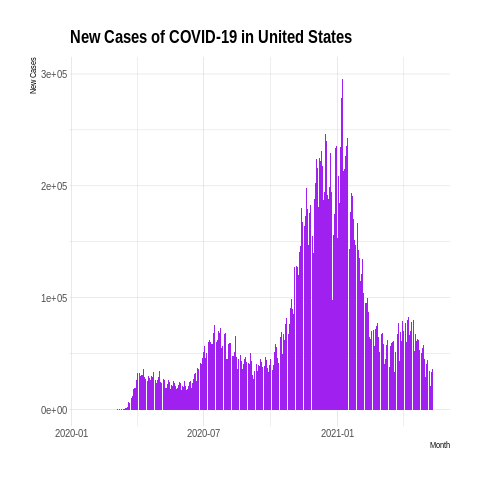 New Cases of COVID-19 in United States
New Cases
3e+05
2e+05
1e+05
0e+00
2020-01
2020-07
2021-01
Month